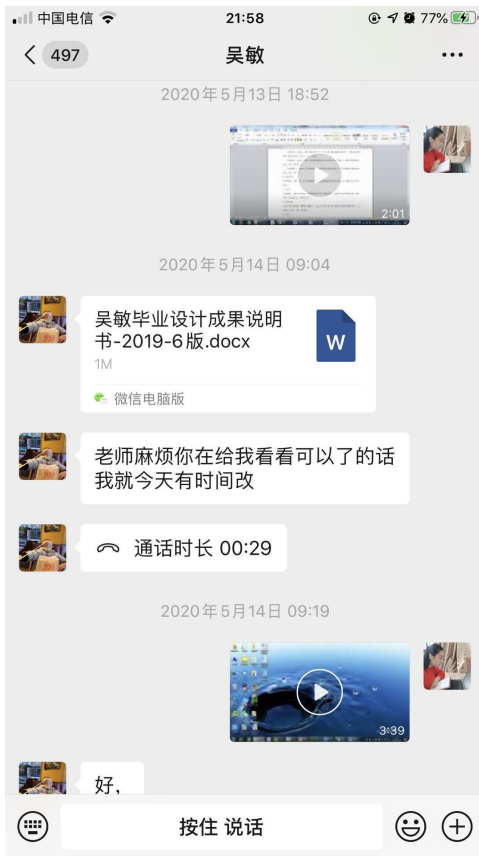 中国电信 21:58 77%
497 吴敏
2020年5月13日 18:52
2:01
2020年5月14日 09:04
吴敏毕业设计成果说明
书-2019-6版.docx
W
1M
微信电脑版
老师麻烦你在给我看看可以了的话
我就今天有时间改
通话时长 00:29
2020年5月14日 09:19
3:39
好，
按住 说话